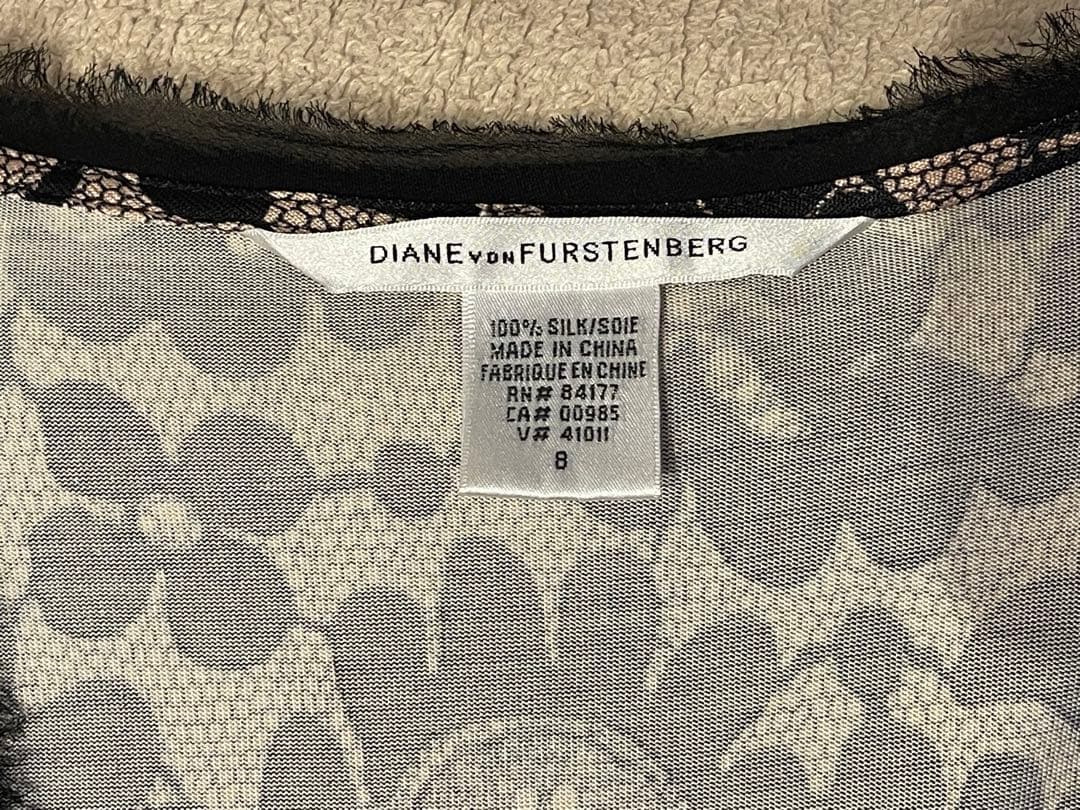 DIANE VON FURSTENBERG
100% SILK/SOIE
MADE IN CHINA
FABRIQUE EN CHINE
RN# 84177
CA# 00985
V# 41011
8